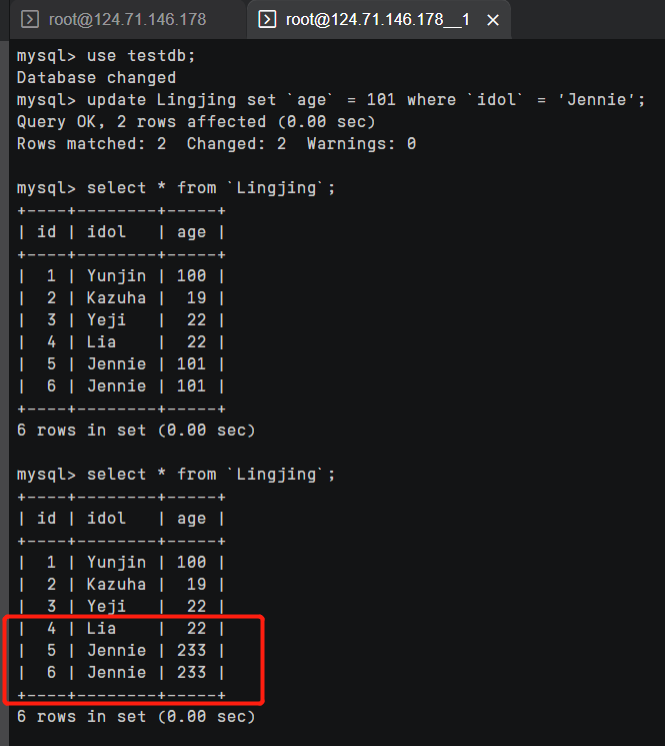 root@124.71.146.178 root@124.71.146.178__1 ×
mysql> use testdb;
Database changed
mysql> update Lingjing set `age` = 101 where `idol` = 'Jennie';
Query OK, 2 rows affected (0.00 sec)
Rows matched: 2  Changed: 2  Warnings: 0
mysql> select * from `Lingjing`;
+----+--------+-----+
| id | idol   | age |
+----+--------+-----+
|  1 | Yunjin | 100 |
|  2 | Kazuha |  19 |
|  3 | Yeji   |  22 |
|  4 | Lia    |  22 |
|  5 | Jennie | 101 |
|  6 | Jennie | 101 |
+----+--------+-----+
6 rows in set (0.00 sec)
mysql> select * from `Lingjing`;
+----+--------+-----+
| id | idol   | age |
+----+--------+-----+
|  1 | Yunjin | 100 |
|  2 | Kazuha |  19 |
|  3 | Yeji   |  22 |
|  4 | Lia    |  22 |
|  5 | Jennie | 233 |
|  6 | Jennie | 233 |
+----+--------+-----+
6 rows in set (0.00 sec)